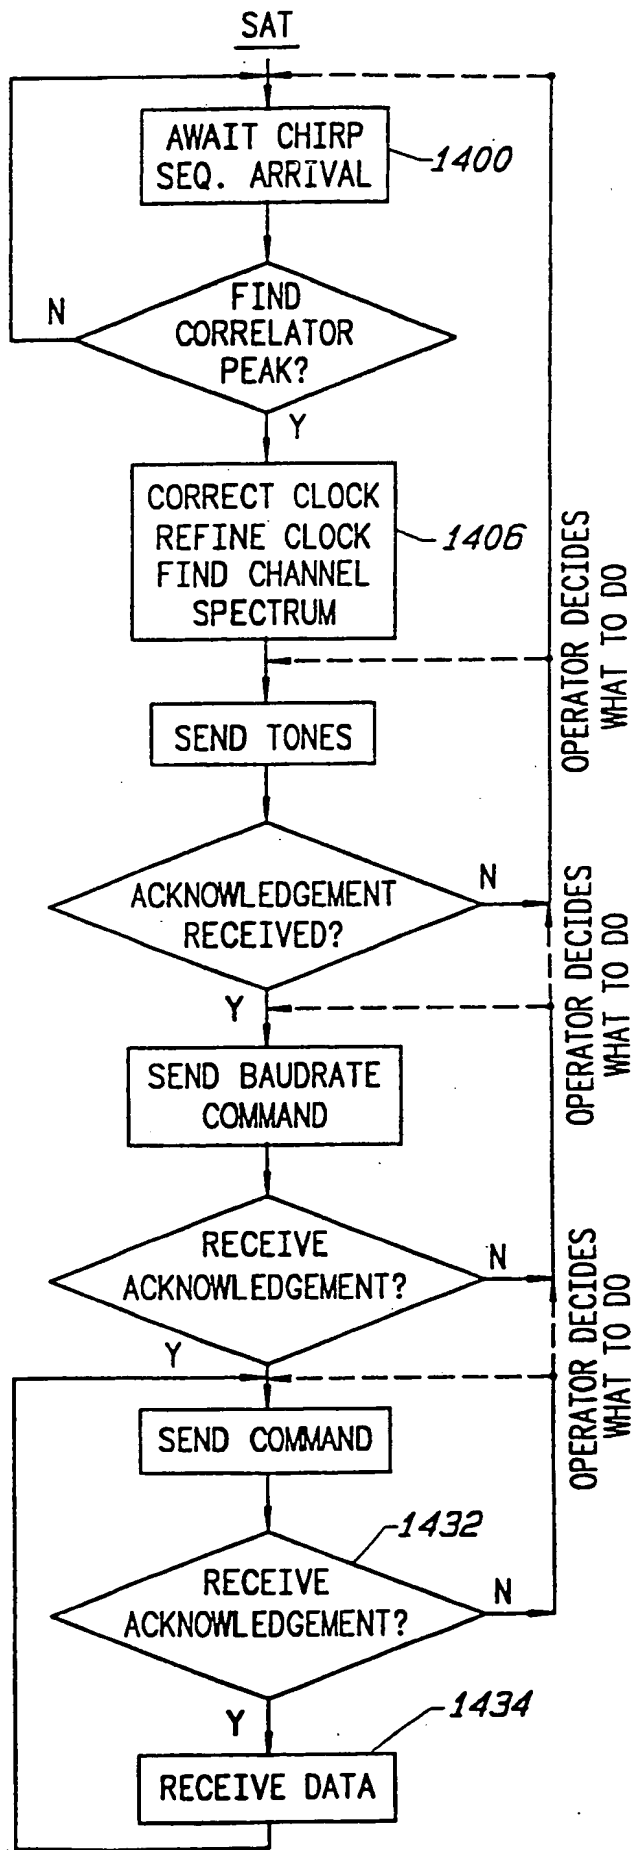 SAT
AWAIT CHIRP
SEQ. ARRIVAL
1400
FIND
CORRELATOR
PEAK?
N
Y
CORRECT CLOCK
REFINE CLOCK
FIND CHANNEL
SPECTRUM
1406
OPERATOR DECIDES
WHAT TO DO
SEND TONES
ACKNOWLEDGEMENT
RECEIVED?
N
Y
OPERATOR DECIDES
WHAT TO DO
SEND BAUDRATE
COMMAND
RECEIVE
ACKNOWLEDGEMENT?
N
Y
OPERATOR DECIDES
WHAT TO DO
SEND COMMAND
1432
RECEIVE
ACKNOWLEDGEMENT?
N
Y
1434
RECEIVE DATA